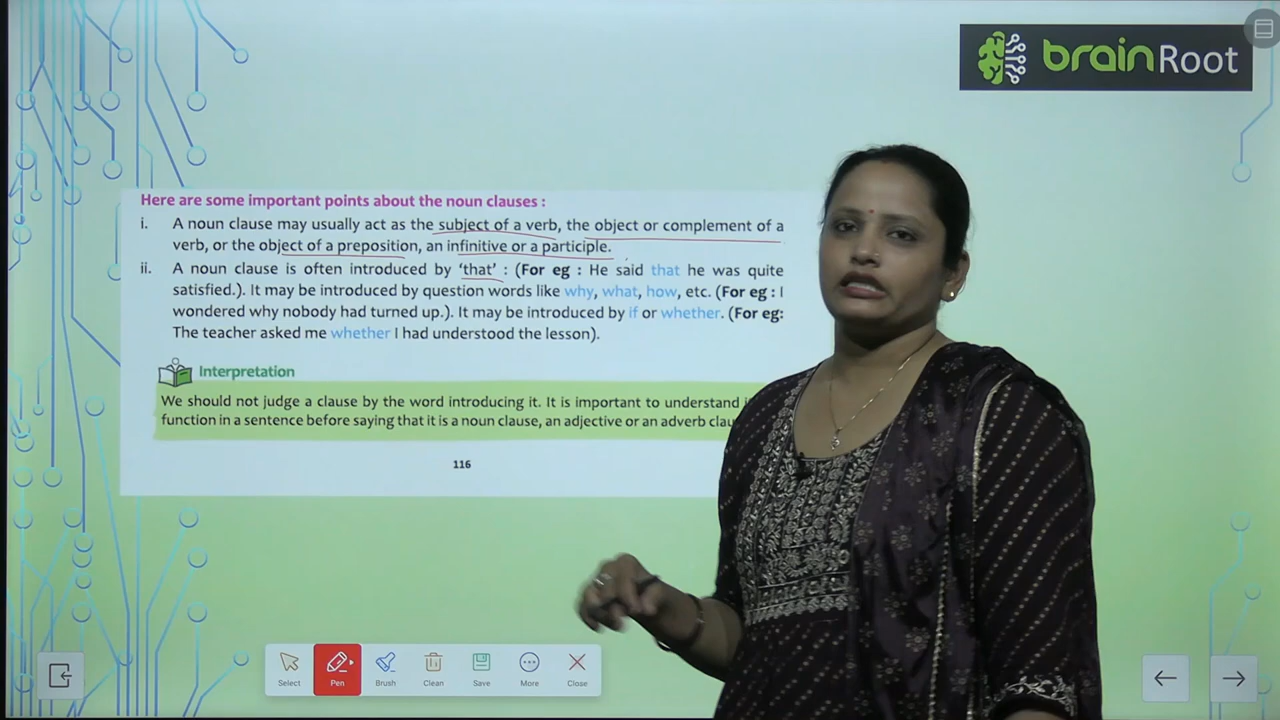 brainRoot
Here are some important points about the noun clauses :
i. A noun clause may usually act as the subject of a verb, the object or complement of a
verb, or the object of a preposition, an infinitive or a participle.
ii. A noun clause is often introduced by ‘that’ : (For eg : He said that he was quite
satisfied.). It may be introduced by question words like why, what, how, etc. (For eg : I
wondered why nobody had turned up.). It may be introduced by if or whether. (For eg:
The teacher asked me whether I had understood the lesson).
Interpretation
We should not judge a clause by the word introducing it. It is important to understand
function in a sentence before saying that it is a noun clause, an adjective or an adverb
116
Select
Pen
Brush
Clean
Save
More
Close